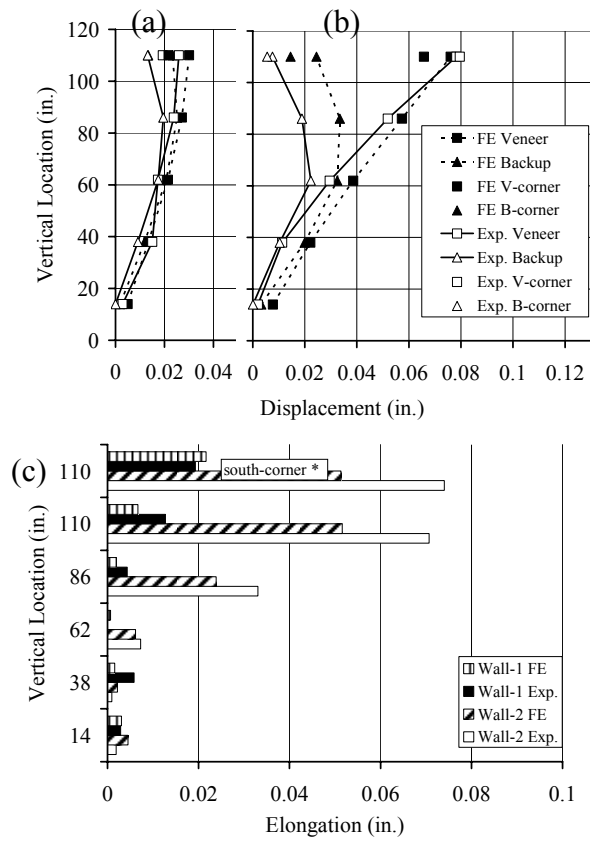 (a)
(b)
Vertical Location (in.)
120
100
80
60
40
20
0
0
0.02
0.04
0
0.02
0.04
0.06
0.08
0.1
0.12
Displacement (in.)
FE Veneer
FE Backup
FE V-corner
FE B-corner
Exp. Veneer
Exp. Backup
Exp. V-corner
Exp. B-corner
(c)
Vertical Location (in.)
110
110
86
62
38
14
south-corner *
Wall-1 FE
Wall-1 Exp.
Wall-2 FE
Wall-2 Exp.
0
0.02
0.04
0.06
0.08
0.1
Elongation (in.)